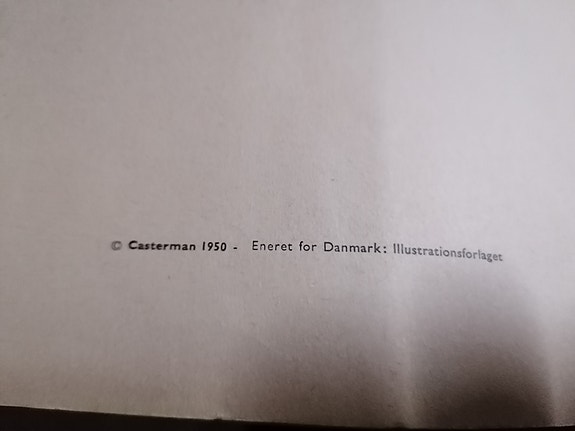 © Casterman 1950 - Eneret for Danmark: Illustrationsforlaget